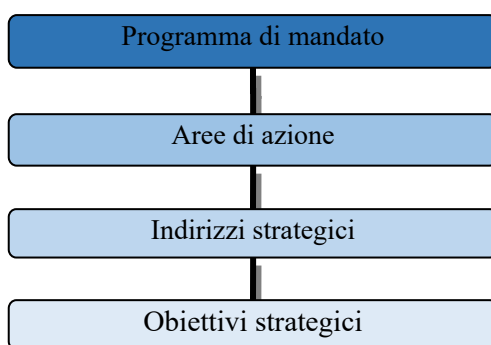 Programma di mandato
Aree di azione
Indirizzi strategici
Obiettivi strategici